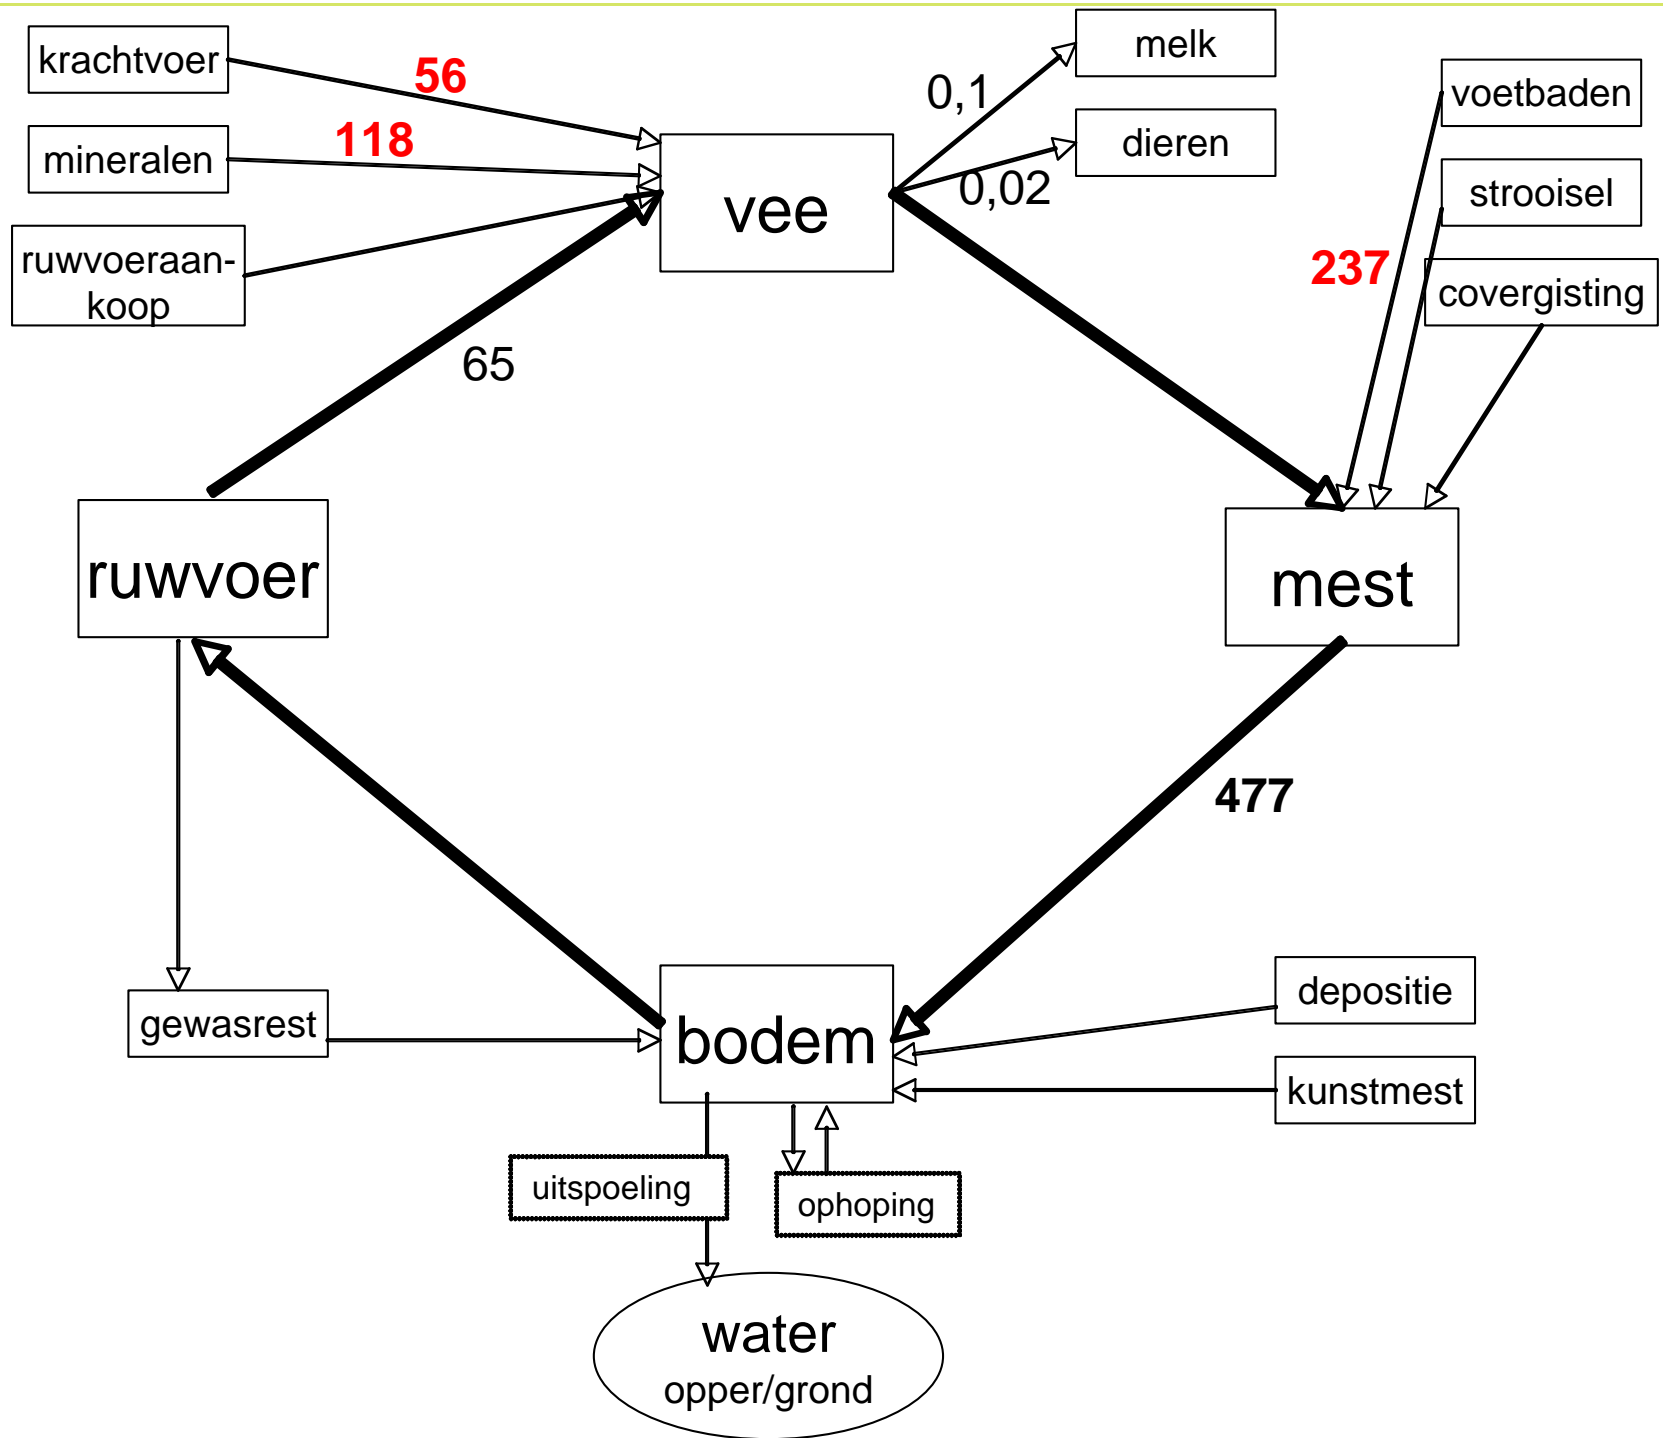 krachtvoer
56
melk
0,1
voetbaden
mineralen
118
dieren
0,02
strooisel
vee
ruwvoeraan-
koop
237
covergisting
65
ruwvoer
mest
477
gewasrest
bodem
depositie
kunstmest
uitspoeling
ophoping
water
opper/grond